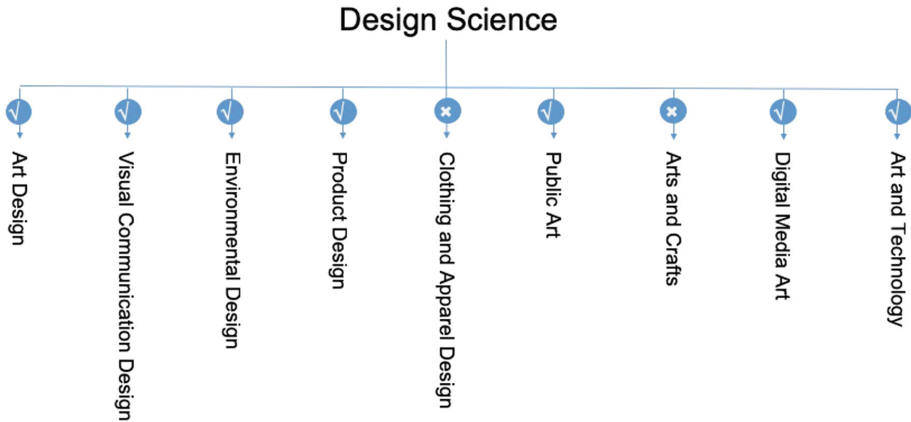 Design Science
Art Design
Visual Communication Design
Environmental Design
Product Design
Clothing and Apparel Design
Public Art
Arts and Crafts
Digital Media Art
Art and Technology